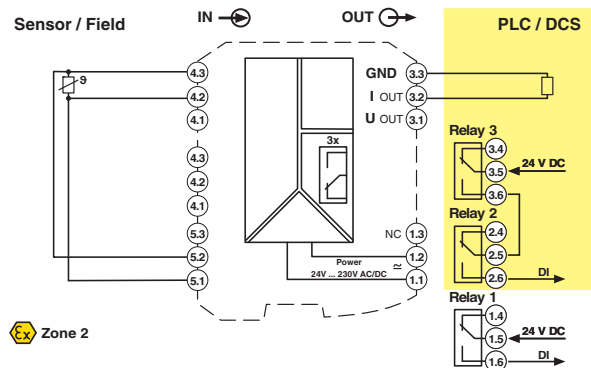 Sensor / Field
IN
OUT
PLC / DCS
4.3
ϑ
4.2
4.1
4.3
4.2
4.1
5.3
5.2
5.1
3x
Power
24V ... 230V AC/DC
GND 3.3
I OUT 3.2
U OUT 3.1
NC 1.3
≂ 1.2
1.1
Relay 3
3.4
3.5 24 V DC
3.6
Relay 2
2.4
2.5
2.6 DI
Relay 1
1.4
1.5 24 V DC
1.6 DI
Ex Zone 2